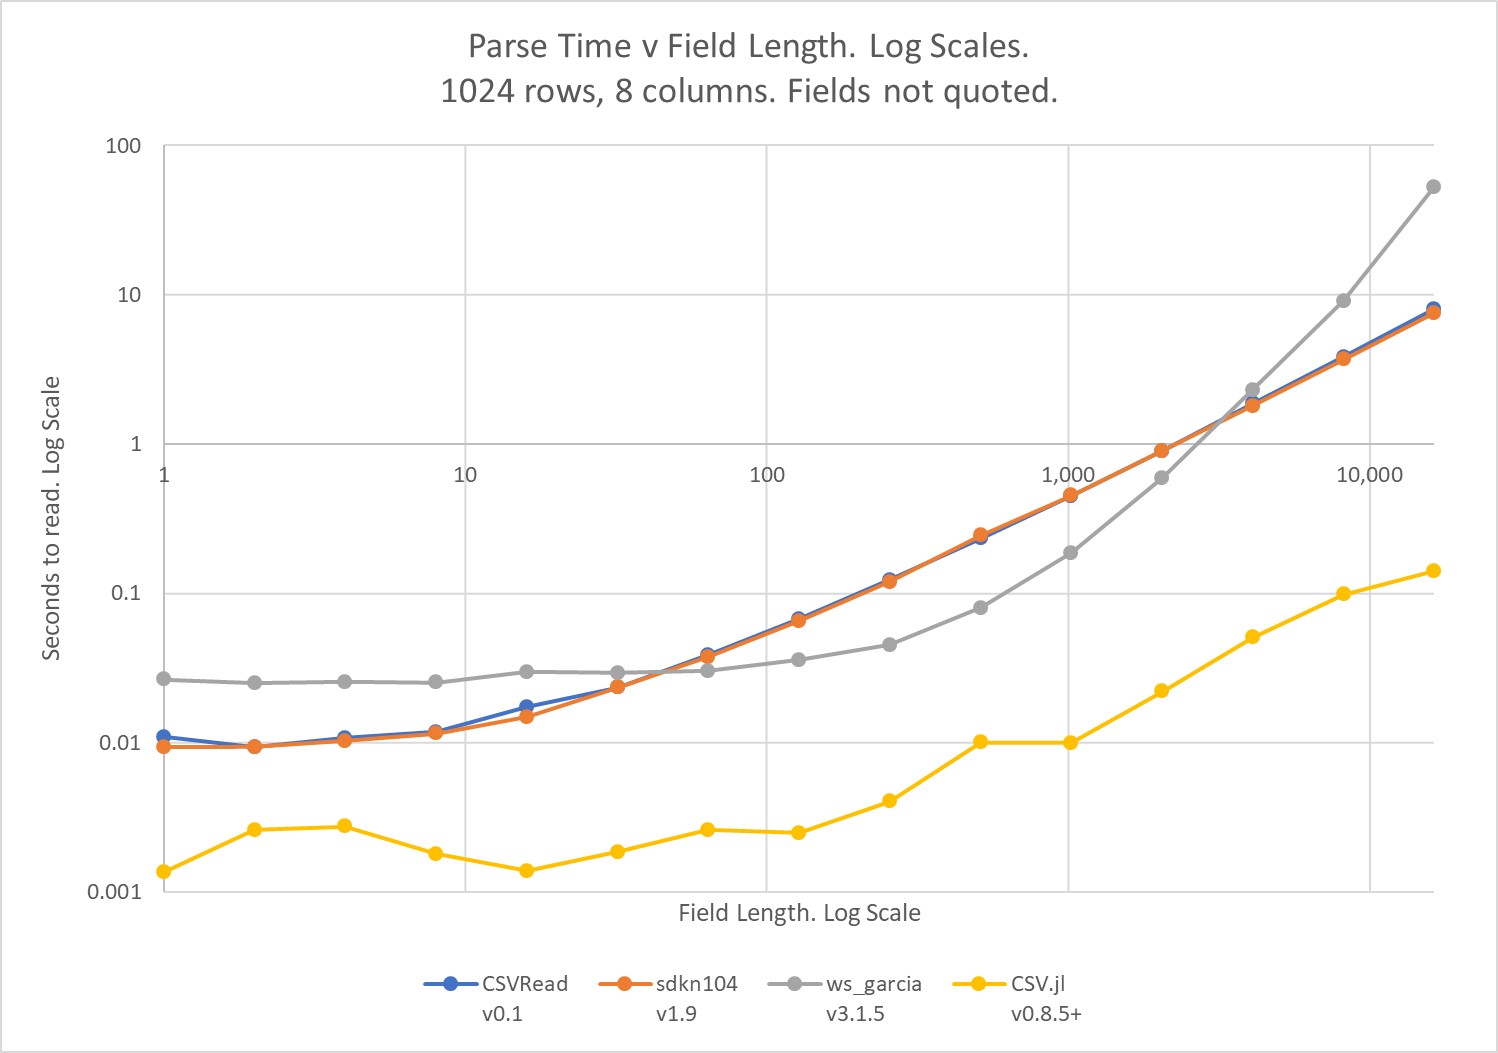 Parse Time v Field Length. Log Scales.
1024 rows, 8 columns. Fields not quoted.
Seconds to read. Log Scale
100
10
1
0.1
0.01
0.001
1
10
100
1,000
10,000
Field Length. Log Scale
CSVRead v0.1
sdkn104 v1.9
ws_garcia v3.1.5
CSV.jl v0.8.5+